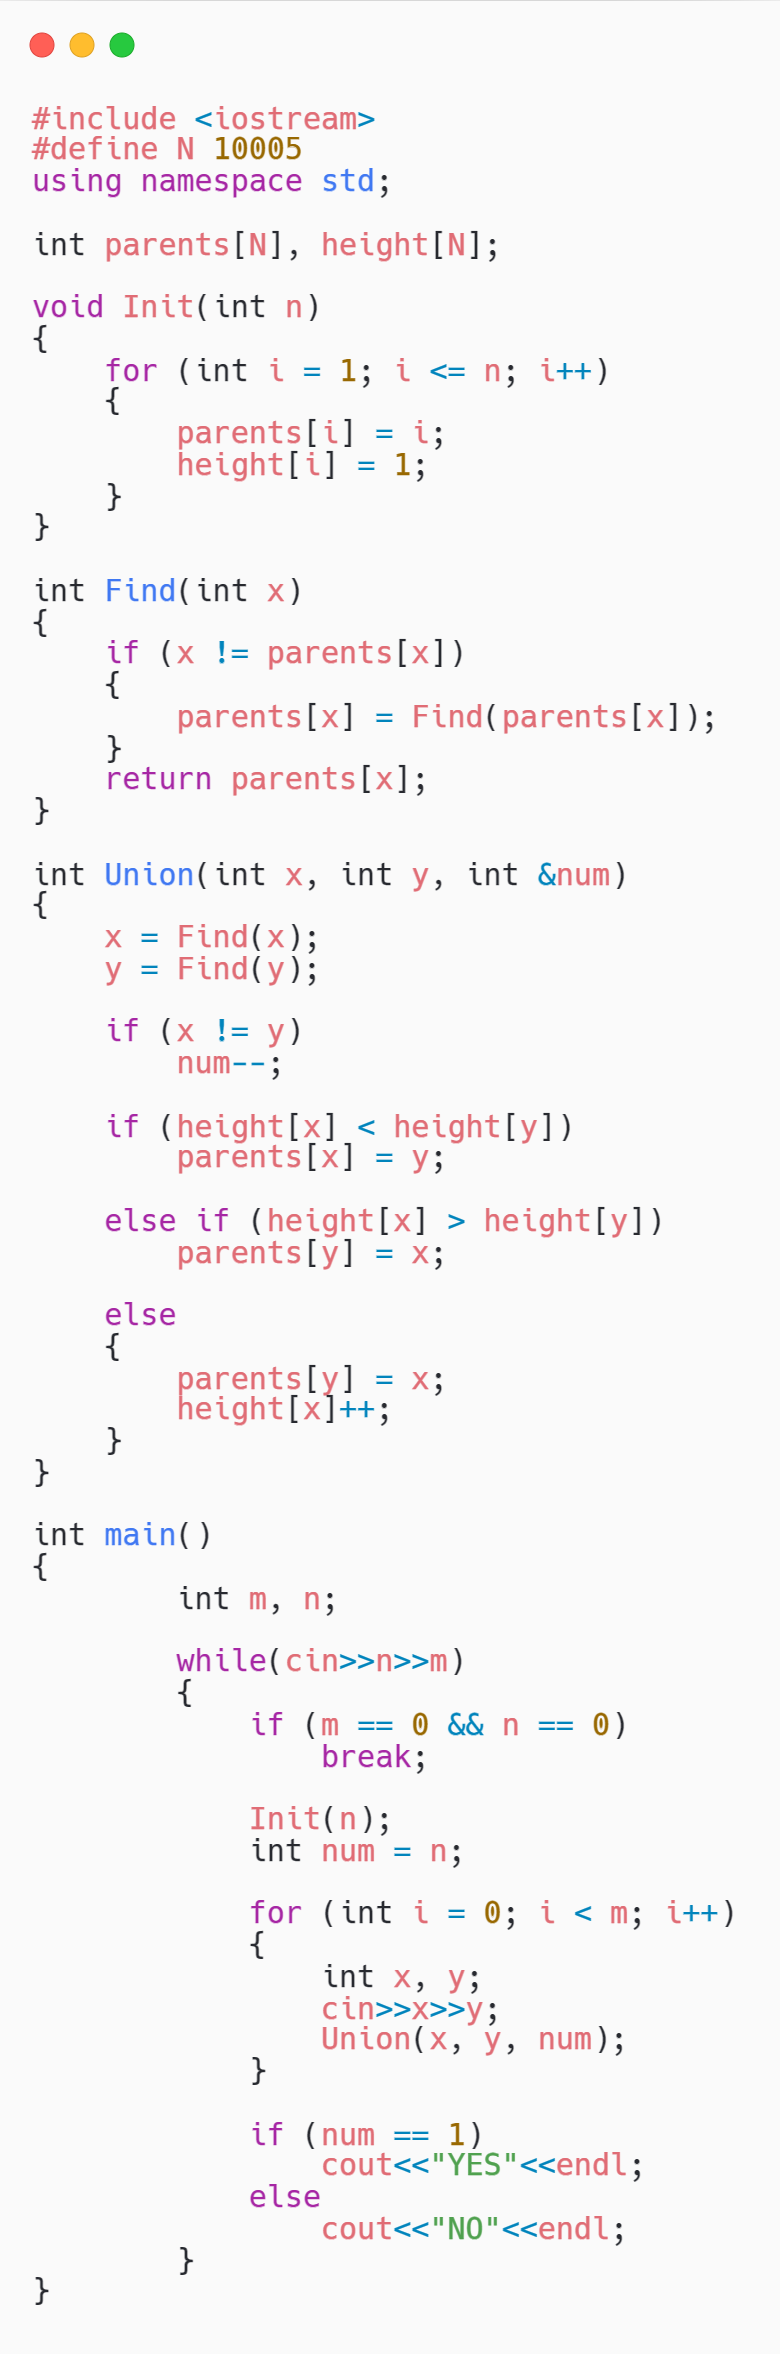 #include <iostream>
#define N 10005
using namespace std;

int parents[N], height[N];

void Init(int n)
{
    for (int i = 1; i <= n; i++)
    {
        parents[i] = i;
        height[i] = 1;
    }
}

int Find(int x)
{
    if (x != parents[x])
    {
        parents[x] = Find(parents[x]);
    }
    return parents[x];
}

int Union(int x, int y, int &num)
{
    x = Find(x);
    y = Find(y);

    if (x != y)
        num--;

    if (height[x] < height[y])
        parents[x] = y;

    else if (height[x] > height[y])
        parents[y] = x;

    else
    {
        parents[y] = x;
        height[x]++;
    }
}

int main()
{
        int m, n;

        while(cin>>n>>m)
        {
            if (m == 0 && n == 0)
                break;

            Init(n);
            int num = n;

            for (int i = 0; i < m; i++)
            {
                int x, y;
                cin>>x>>y;
                Union(x, y, num);
            }

            if (num == 1)
                cout<<"YES"<<endl;
            else
                cout<<"NO"<<endl;
        }
}